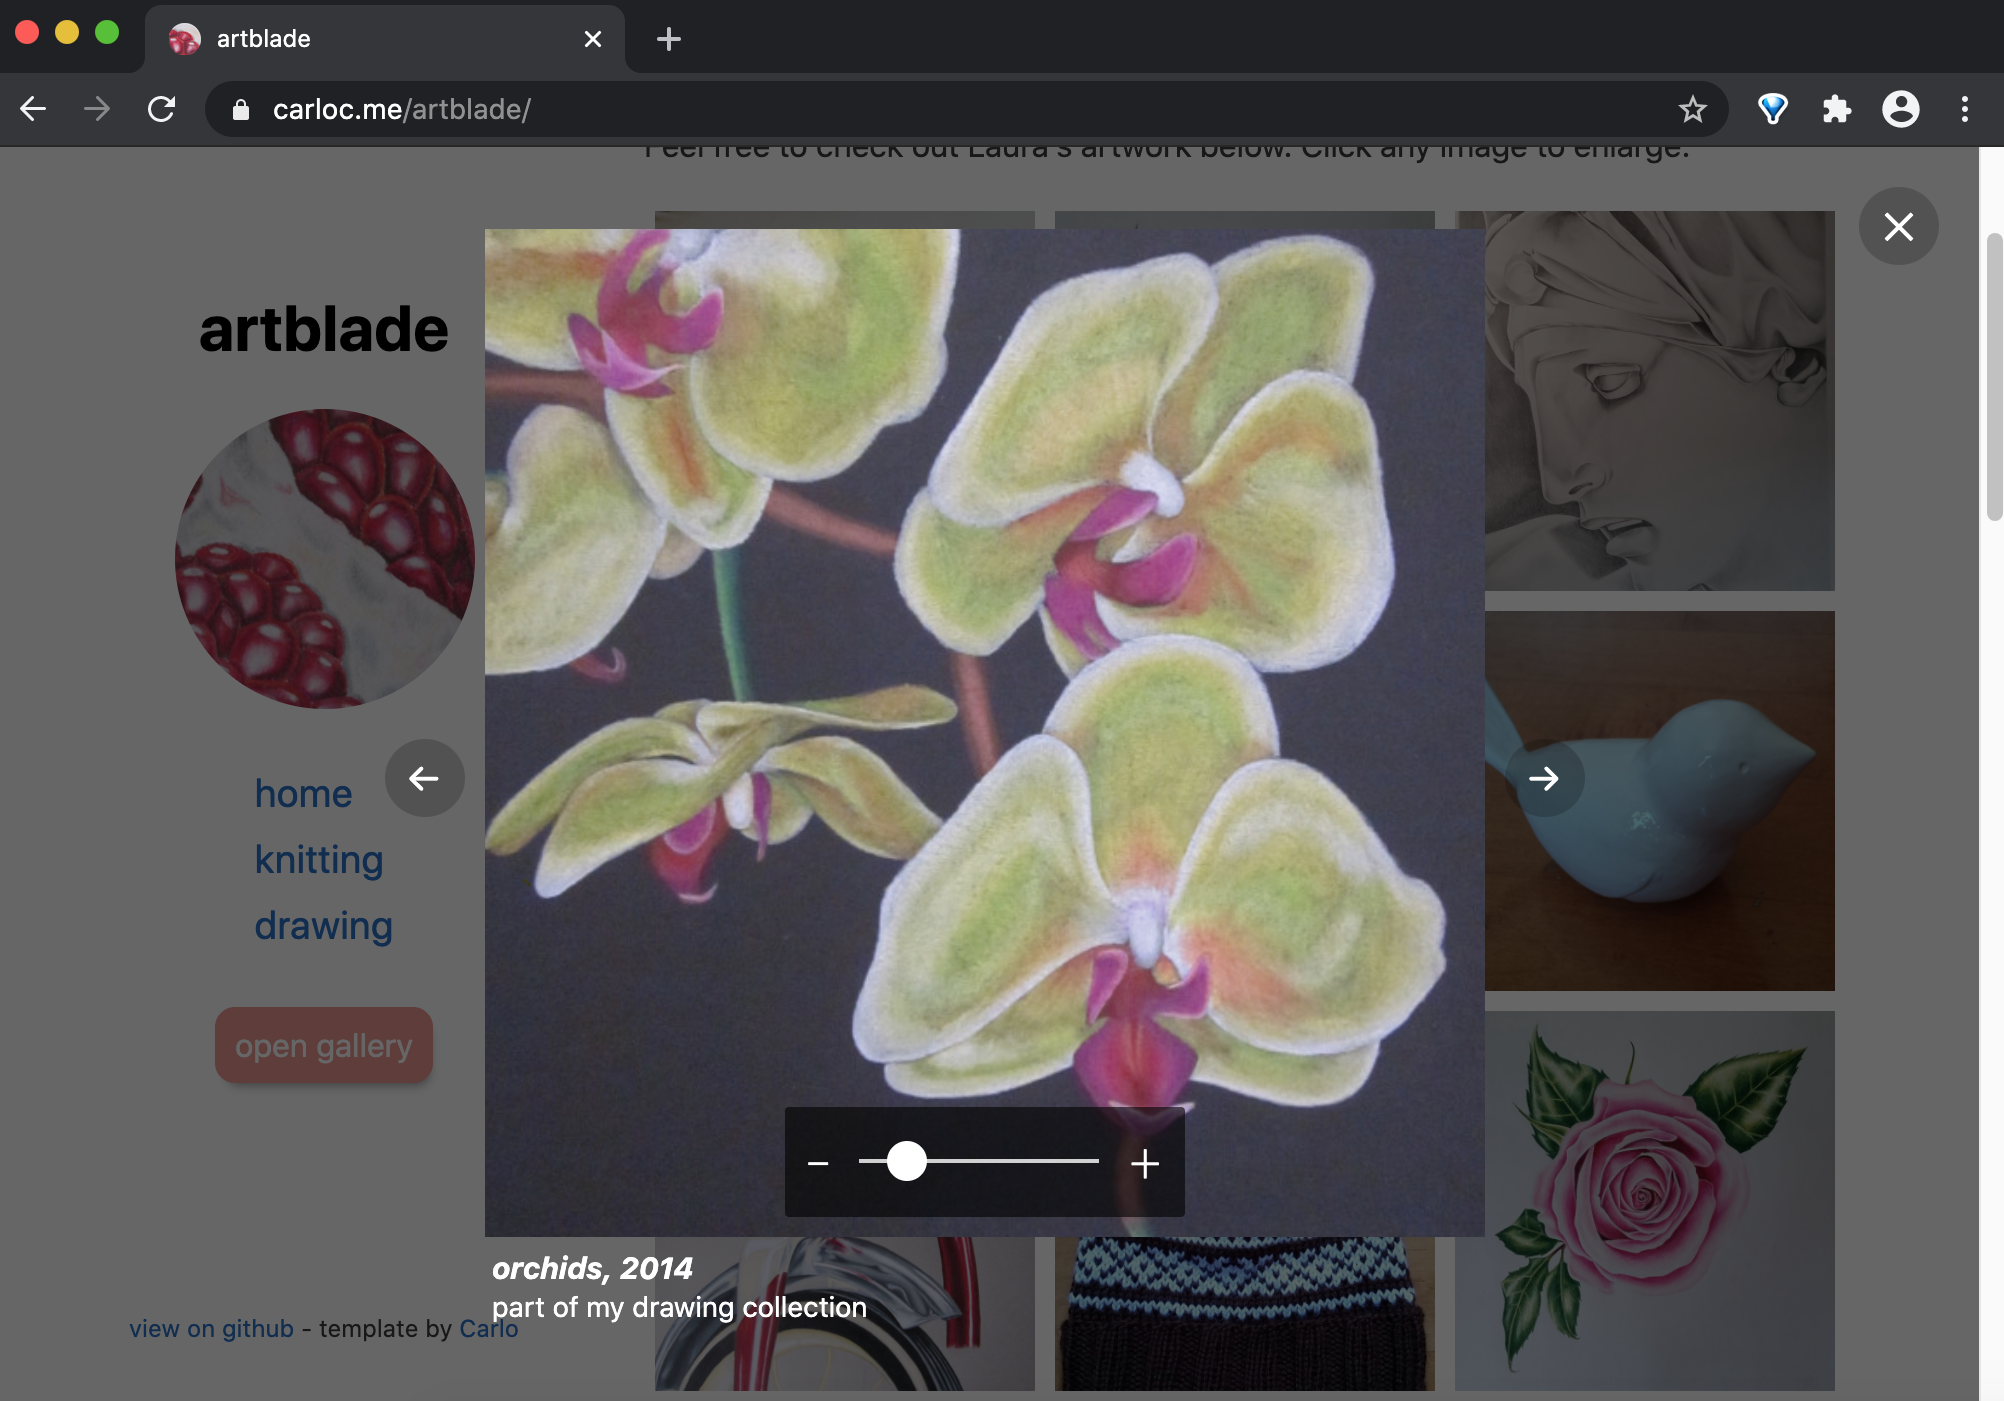 artblade
carloc.me/artblade/
Feel free to check out Laura's artwork below. Click any image to enlarge.
artblade
home
knitting
drawing
open gallery
orchids, 2014
part of my drawing collection
view on github - template by Carlo